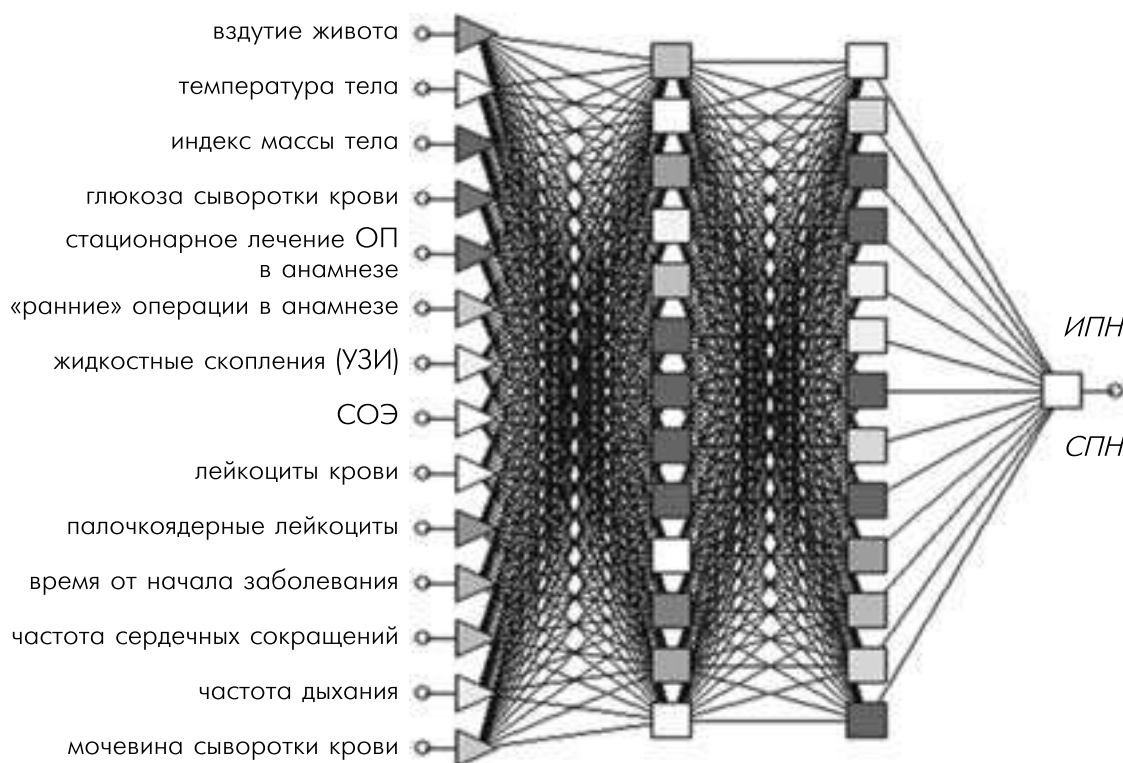 вздутие живота
температура тела
индекс массы тела
глюкоза сыворотки крови
стационарное лечение ОП
в анамнезе
«ранние» операции в анамнезе
жидкостные скопления (УЗИ)
СОЭ
лейкоциты крови
палочкоядерные лейкоциты
время от начала заболевания
частота сердечных сокращений
частота дыхания
мочевина сыворотки крови
ИПН
СПН